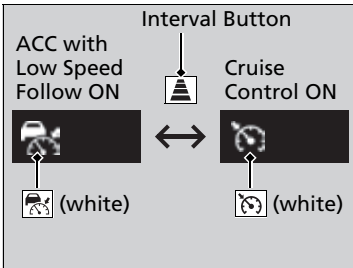 Interval Button
ACC with
Low Speed
Follow ON
Cruise
Control ON
(white)
(white)